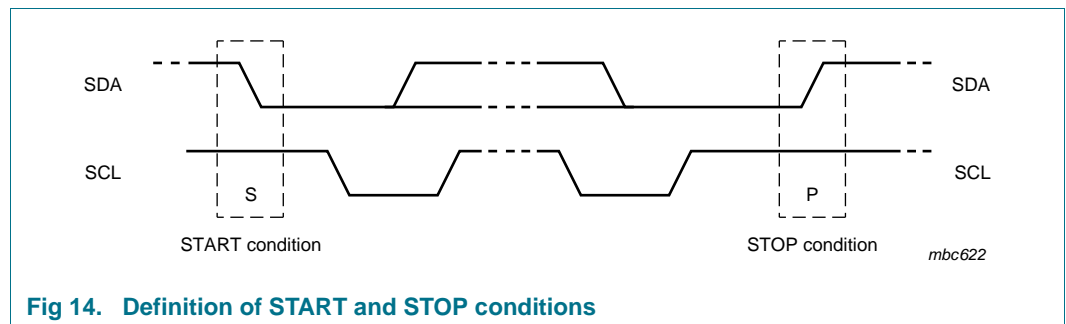 SDA
SDA
SCL
SCL
S
P
START condition
STOP condition
mbc622
Fig 14. Definition of START and STOP conditions